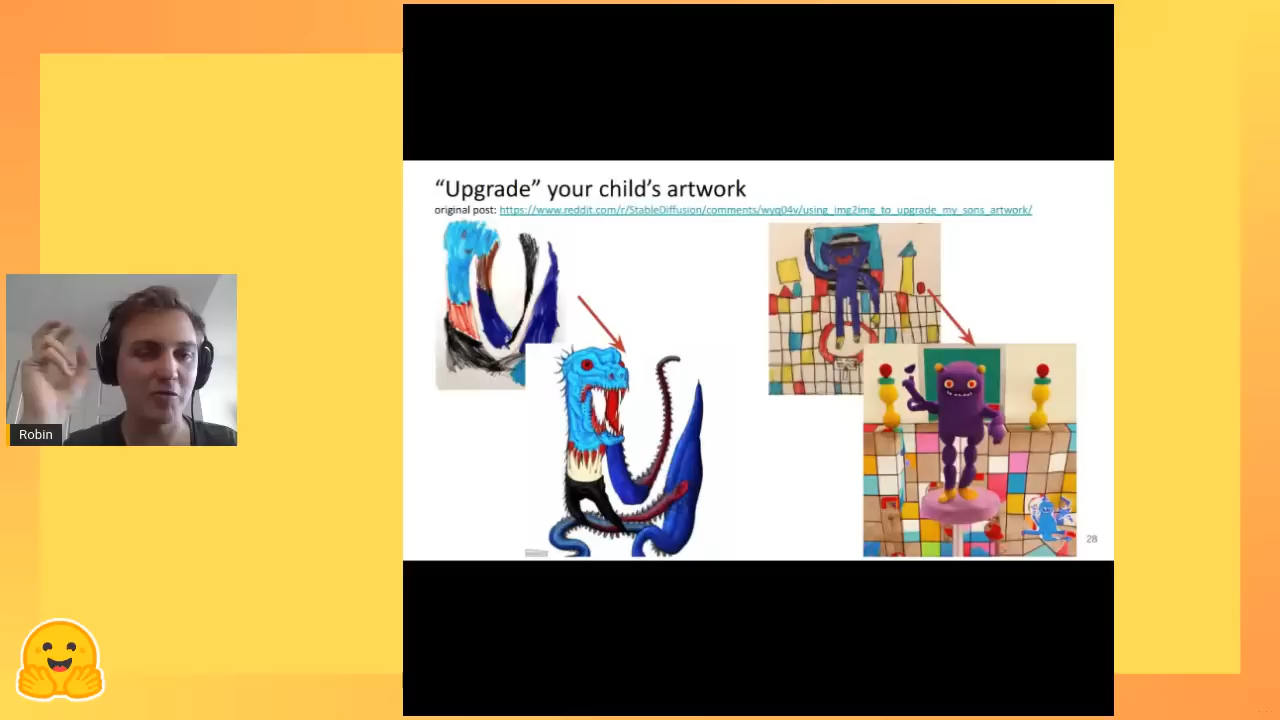 “Upgrade” your child’s artwork
original post: https://www.reddit.com/r/StableDiffusion/comments/wyq04v/using_img2img_to_upgrade_my_sons_artwork/
Robin
28